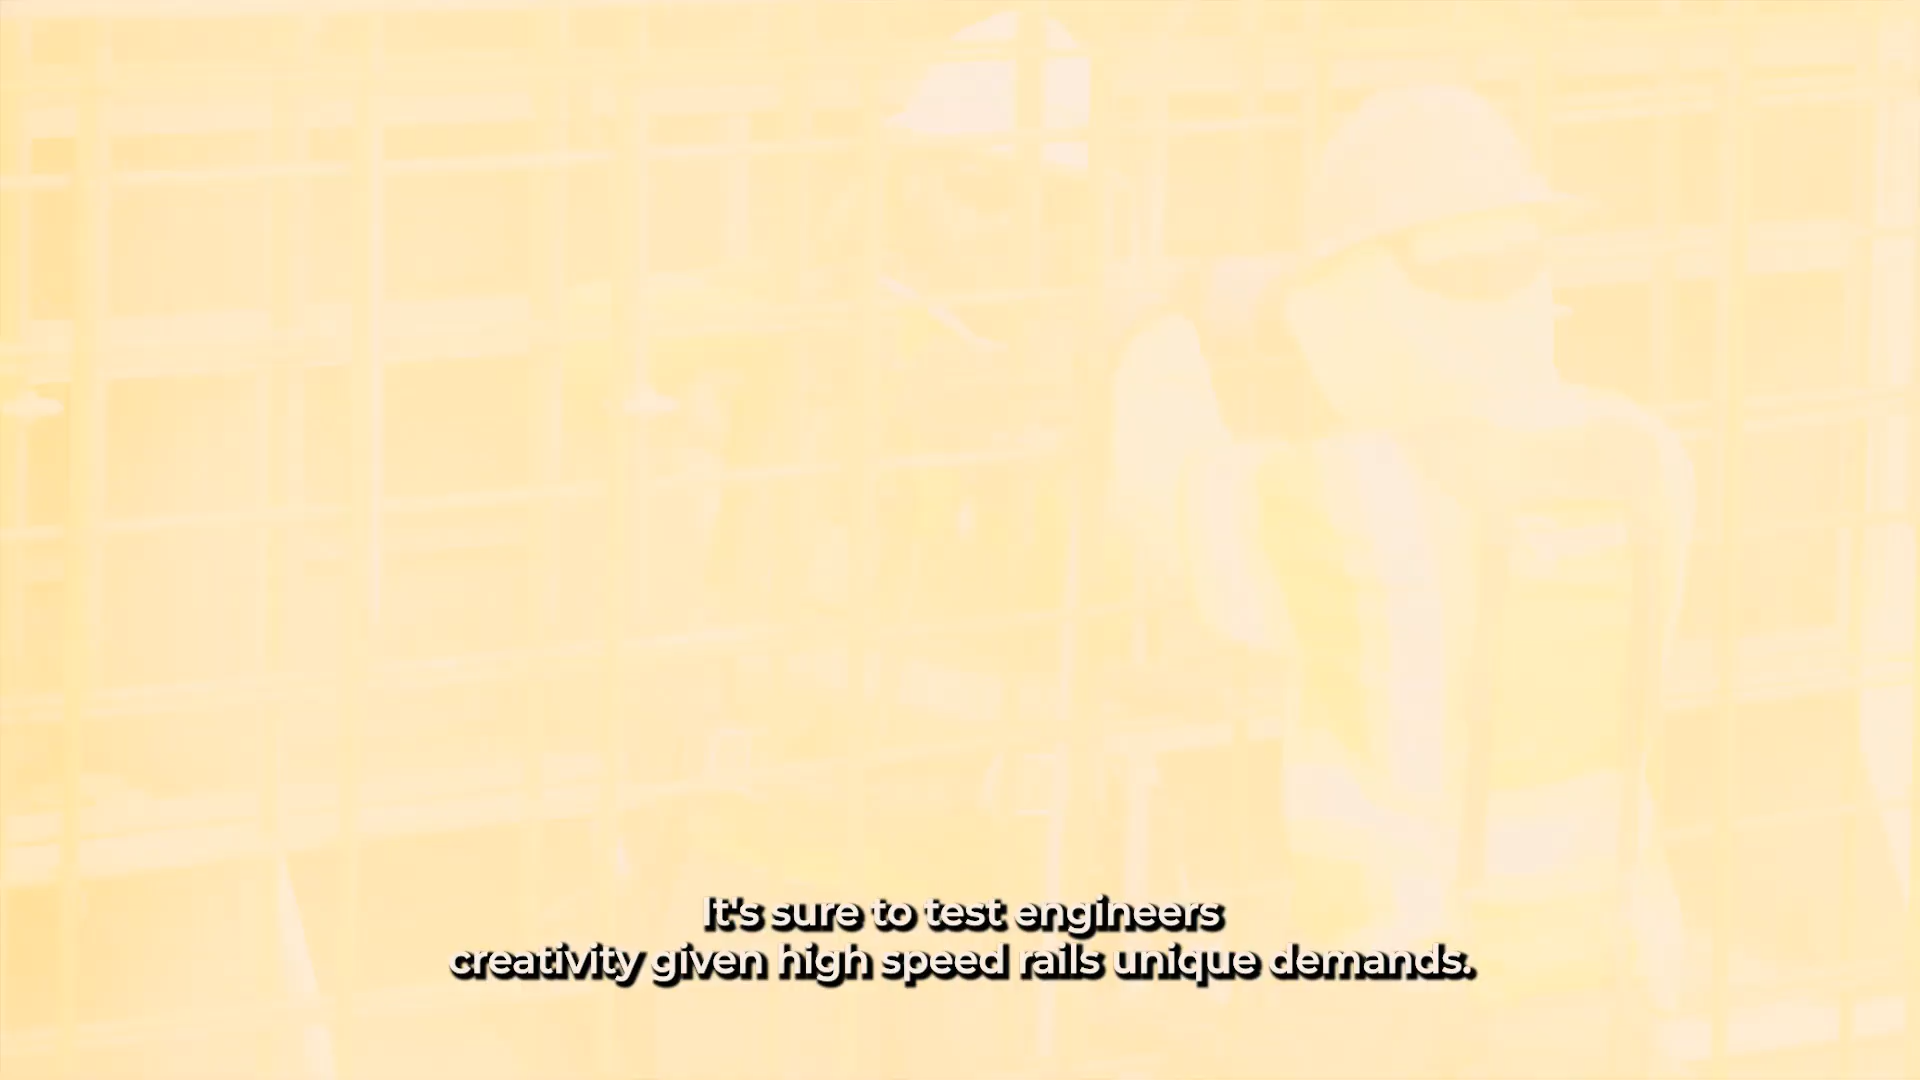 It's sure to test engineers
creativity given high speed rails unique demands.